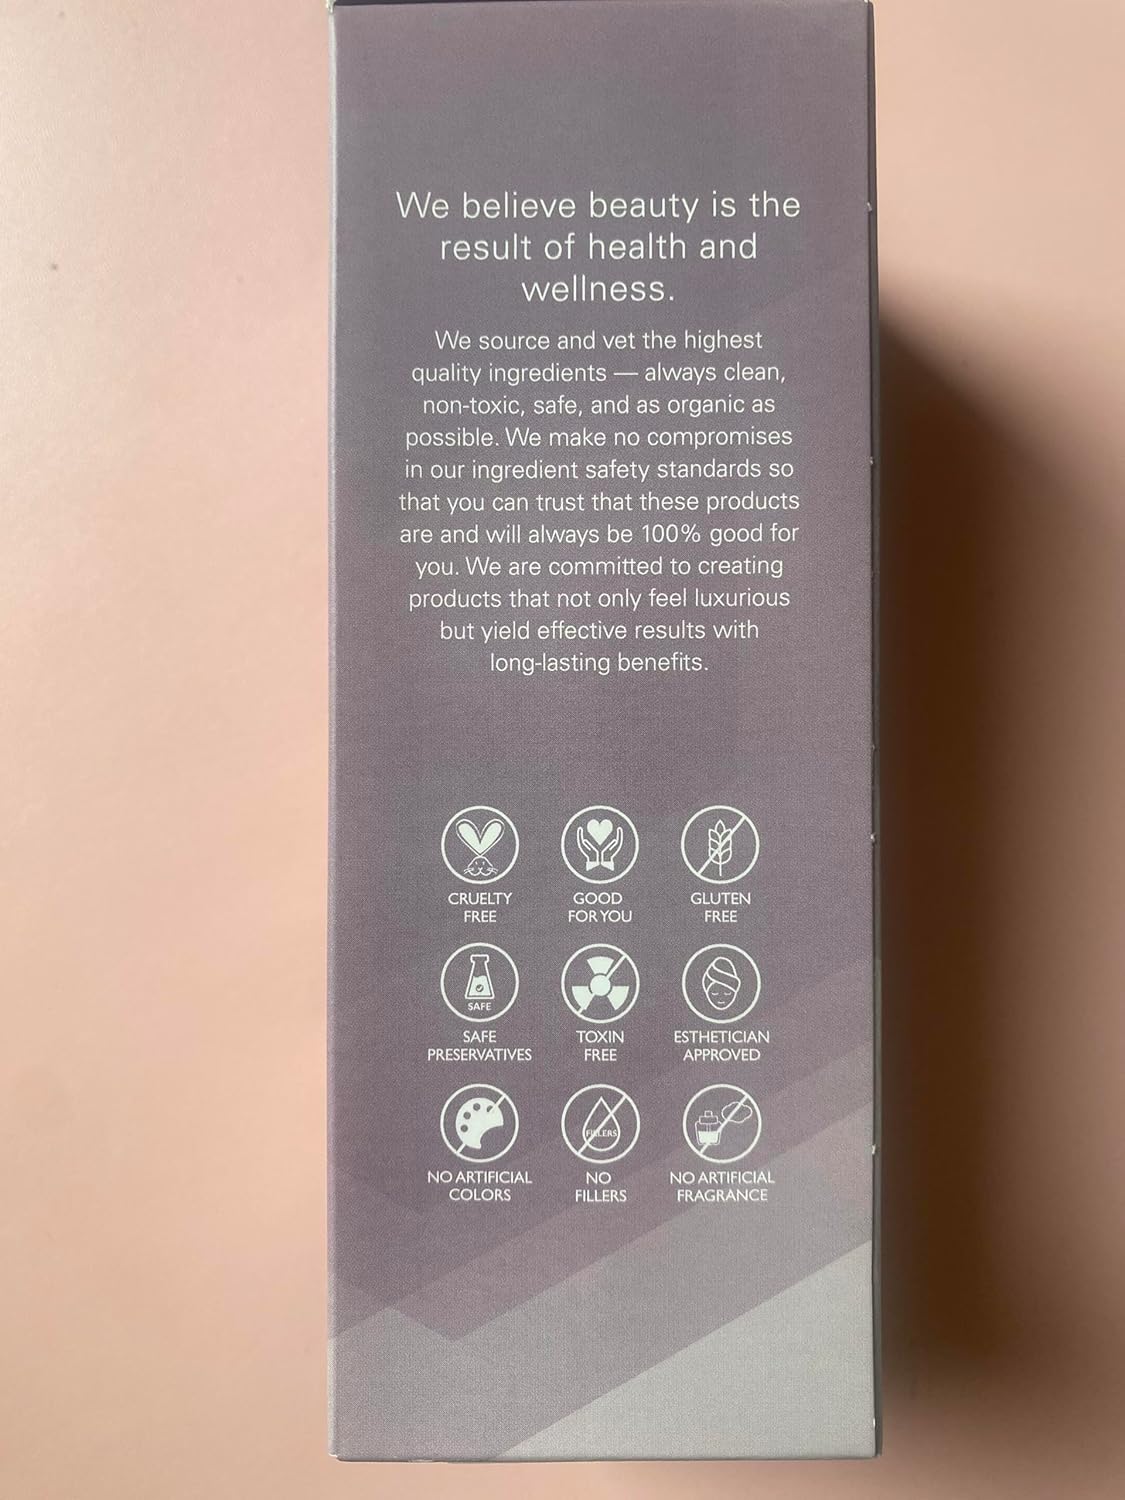 We believe beauty is the
result of health and
wellness.
We source and vet the highest
quality ingredients — always clean,
non-toxic, safe, and as organic as
possible. We make no compromises
in our ingredient safety standards so
that you can trust that these products
are and will always be 100% good for
you. We are committed to creating
products that not only feel luxurious
but yield effective results with
long-lasting benefits.
CRUELTY
FREE
GOOD
FOR YOU
GLUTEN
FREE
SAFE
SAFE
PRESERVATIVES
TOXIN
FREE
ESTHETICIAN
APPROVED
NO ARTIFICIAL
COLORS
FILLERS
NO
FILLERS
NO ARTIFICIAL
FRAGRANCE